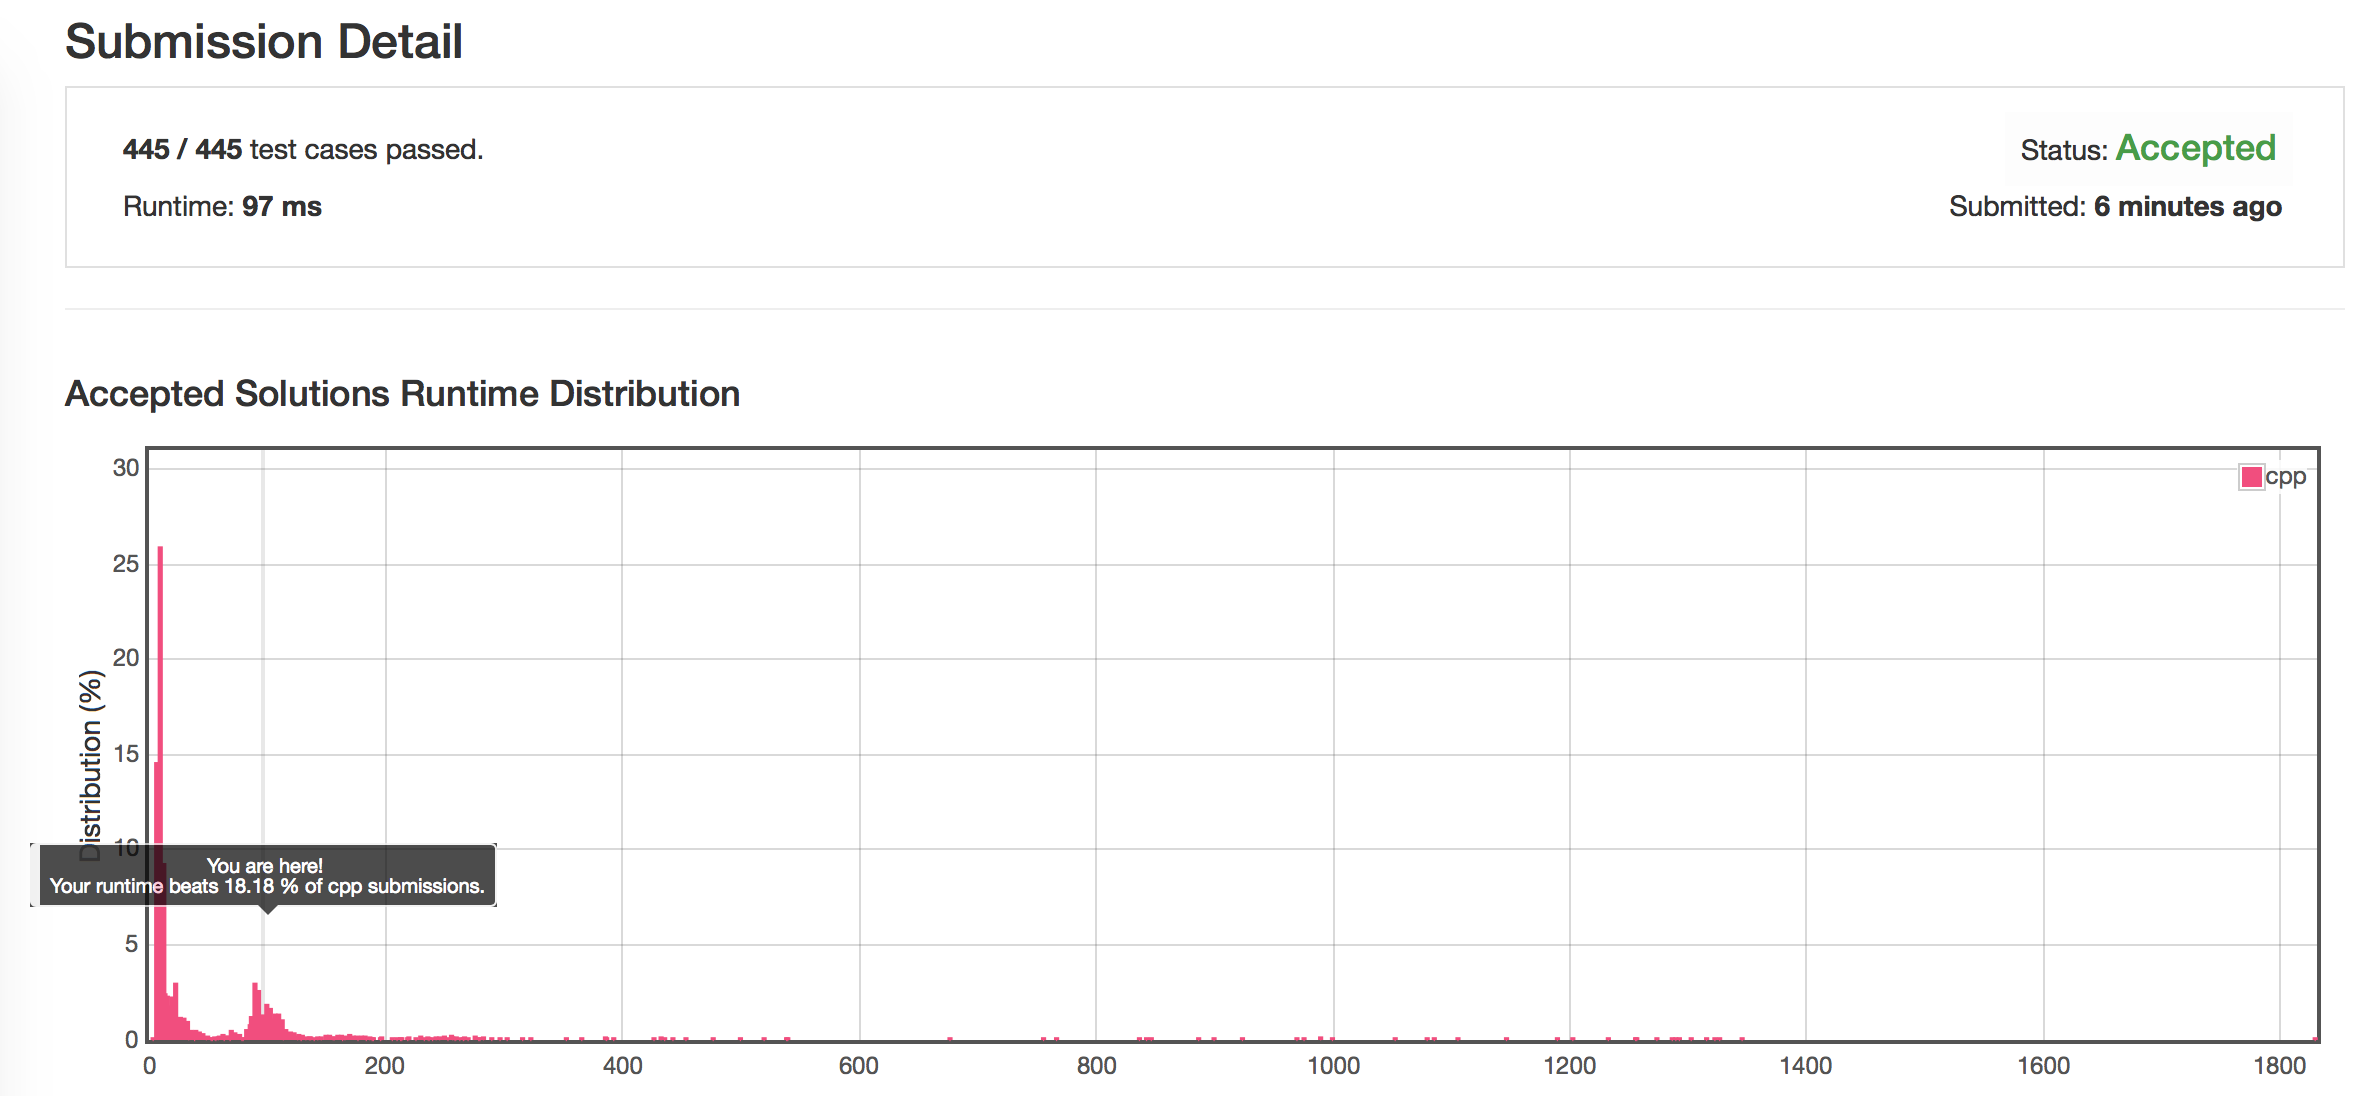 Submission Detail
445 / 445 test cases passed.
Status: Accepted
Runtime: 97 ms
Submitted: 6 minutes ago
Accepted Solutions Runtime Distribution
cpp
Distribution (%)
30
25
20
15
10
5
0
You are here!
Your runtime beats 18.18 % of cpp submissions.
0 200 400 600 800 1000 1200 1400 1600 1800